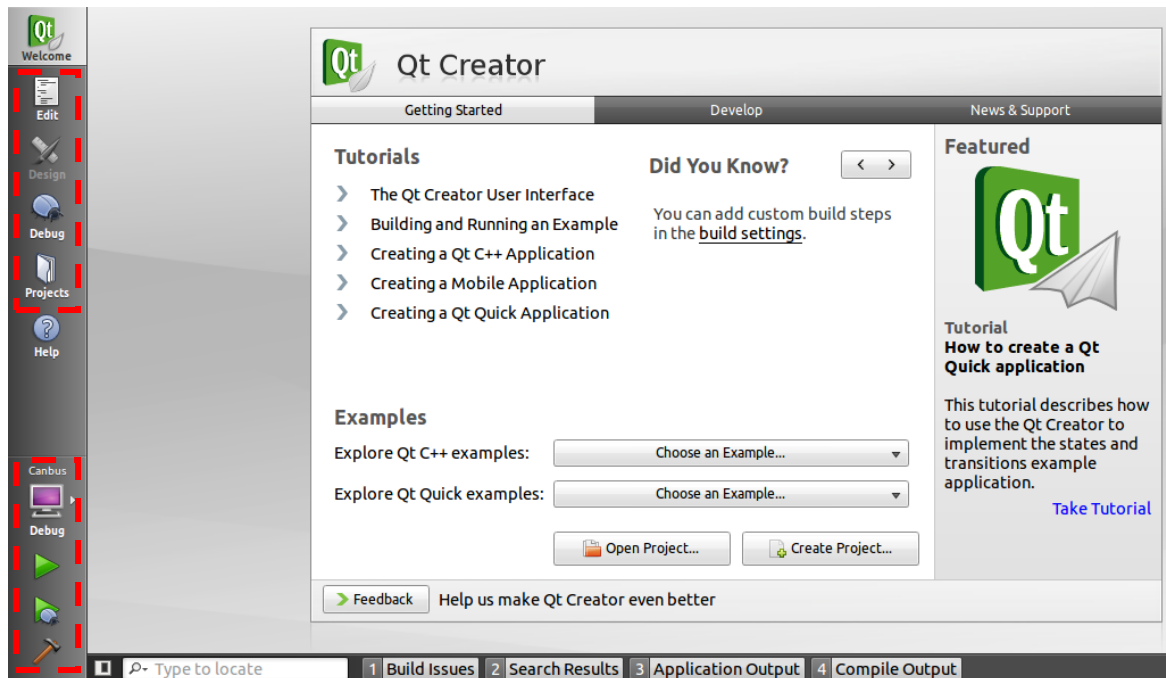 Qt
Welcome
Edit
Design
Debug
Projects
Help
Canbus
Debug
Qt Qt Creator
Getting Started Develop News & Support
Tutorials
The Qt Creator User Interface
Building and Running an Example
Creating a Qt C++ Application
Creating a Mobile Application
Creating a Qt Quick Application
Did You Know?
You can add custom build steps
in the build settings.
Examples
Explore Qt C++ examples: Choose an Example...
Explore Qt Quick examples: Choose an Example...
Open Project... Create Project...
Featured
Qt
Tutorial
How to create a Qt
Quick application
This tutorial describes how
to use the Qt Creator to
implement the states and
transitions example
application.
Take Tutorial
Feedback Help us make Qt Creator even better
Type to locate 1 Build Issues 2 Search Results 3 Application Output 4 Compile Output